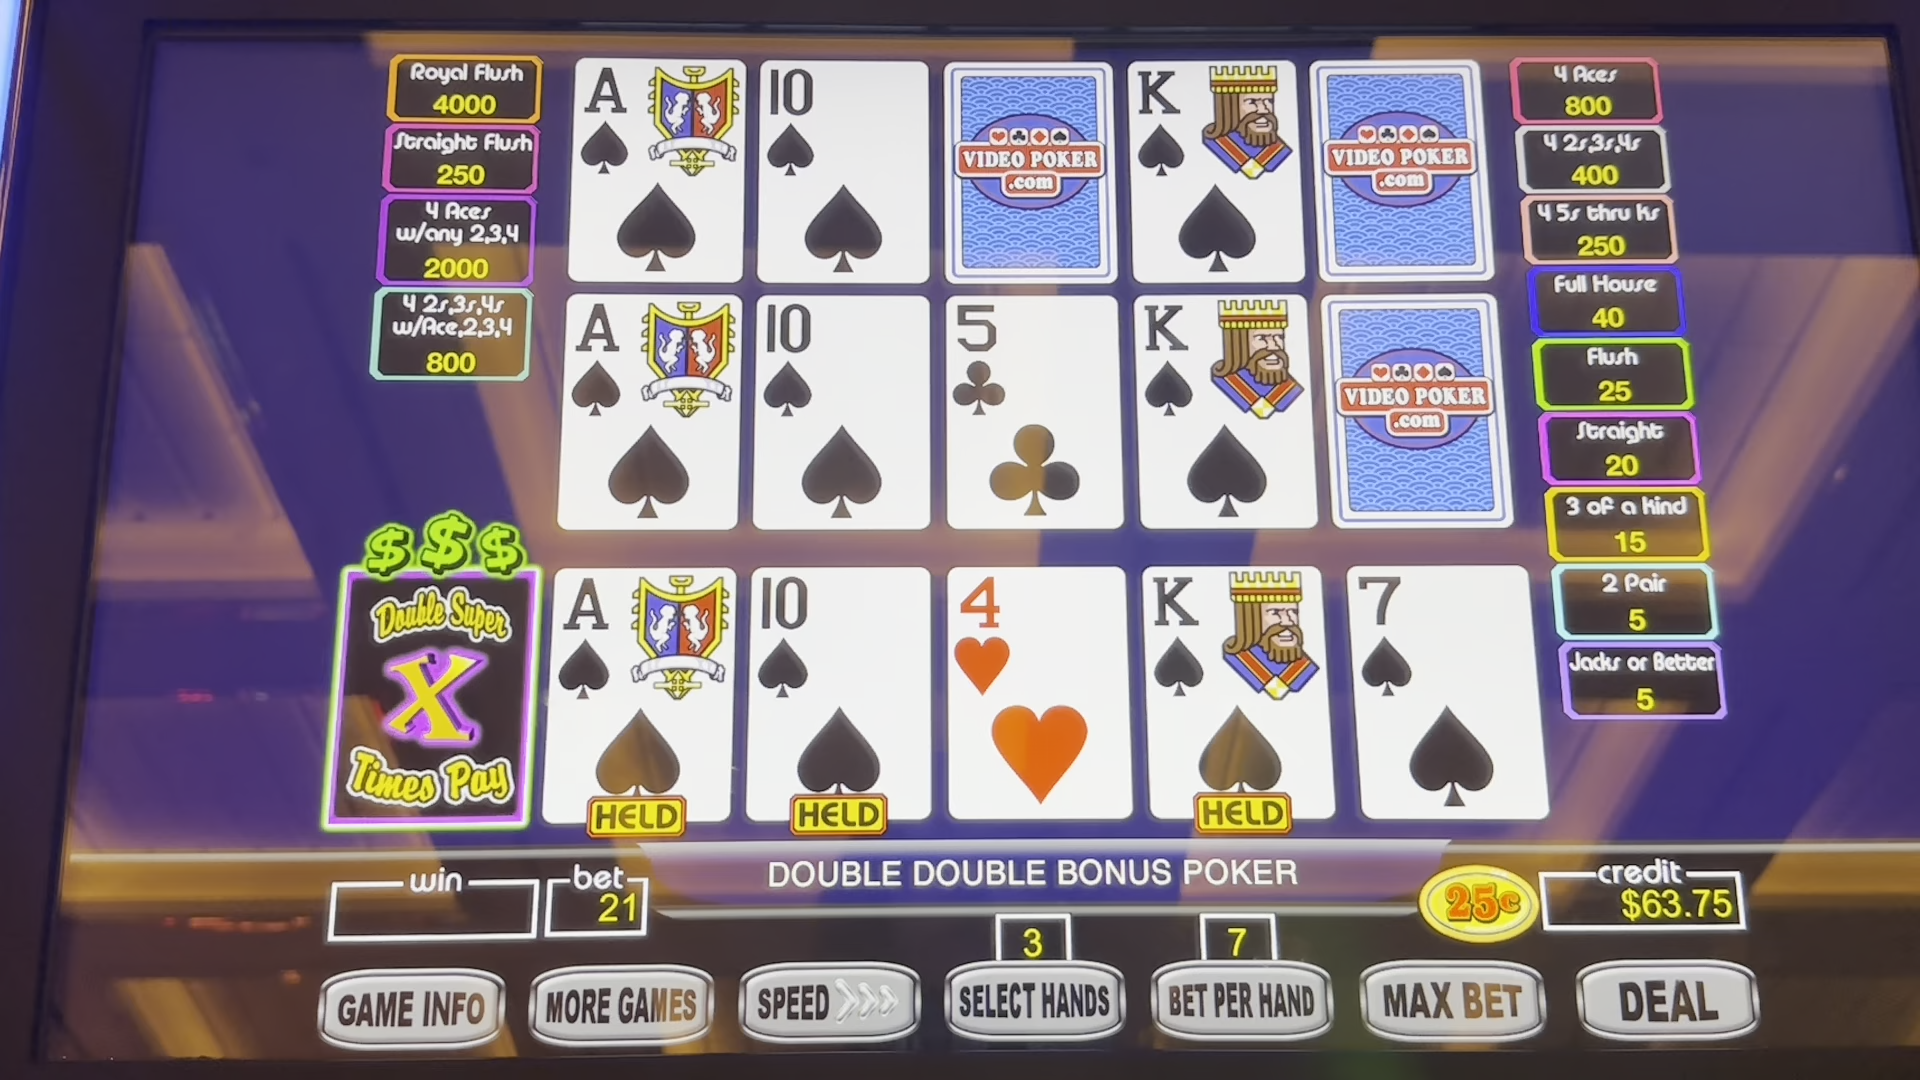 Royal Flush
4000
Straight Flush
250
4 Aces
w/any 2,3,4
2000
4 2s,3s,4s
w/Ace,2,3,4
800
A
10
VIDEO POKER
.com
K
VIDEO POKER
.com
A
10
5
K
VIDEO POKER
.com
$ $ $
Double Super
X
Times Pay
A
HELD
10
HELD
4
K
HELD
7
4 Aces
800
4 2s,3s,4s
400
4 5s thru Ks
250
Full House
40
Flush
25
Straight
20
3 of a Kind
15
2 Pair
5
Jacks or Better
5
win
bet
21
DOUBLE DOUBLE BONUS POKER
25¢
credit
$63.75
3
7
GAME INFO
MORE GAMES
SPEED
SELECT HANDS
BET PER HAND
MAX BET
DEAL